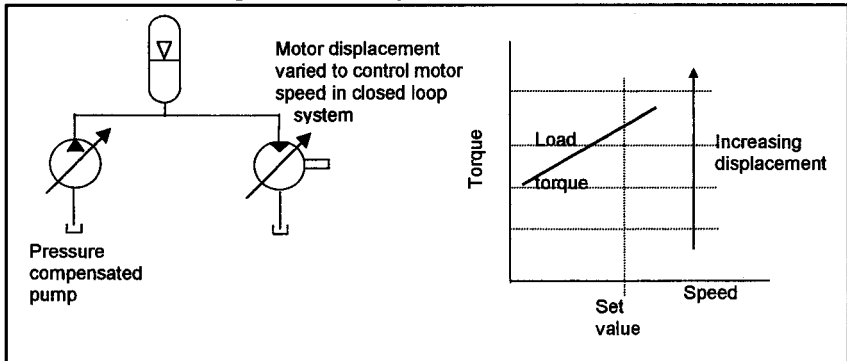 Motor displacement
varied to control motor
speed in closed loop
system
Pressure
compensated
pump
Torque
Load
torque
Increasing
displacement
Set
value
Speed